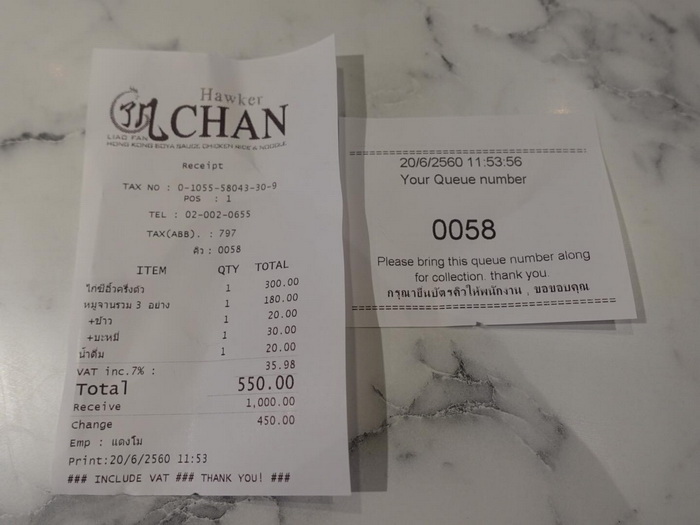 Hawker
了凡 CHAN
LIAO FAN
HONG KONG SOYA SAUCE CHICKEN RICE & NOODLE
Receipt
TAX NO : 0-1055-58043-30-9
POS : 1
TEL : 02-002-0655
TAX(ABB). : 797
คิว : 0058
ITEM QTY TOTAL
ไก่ซีอิ๊วครึ่งตัว 1 300.00
หมูจานรวม 3 อย่าง 1 180.00
+ข้าว 1 20.00
+บะหมี่ 1 30.00
น้ำดื่ม 1 20.00
VAT inc.7% : 35.98
Total 550.00
Receive 1,000.00
Change 450.00
Emp : แตงโม
Print:20/6/2560 11:53
### INCLUDE VAT ### THANK YOU! ###
20/6/2560 11:53:56
Your Queue number
0058
Please bring this queue number along
for collection. thank you.
กรุณายื่นบัตรคิวให้พนักงาน , ขอขอบคุณ